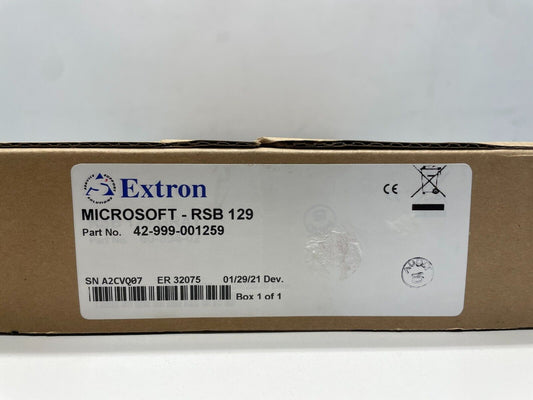 Extron
CE
MICROSOFT - RSB 129
Part No. 42-999-001259
SN A2CVQ07 ER 32075 01/29/21 Dev.
Box 1 of 1